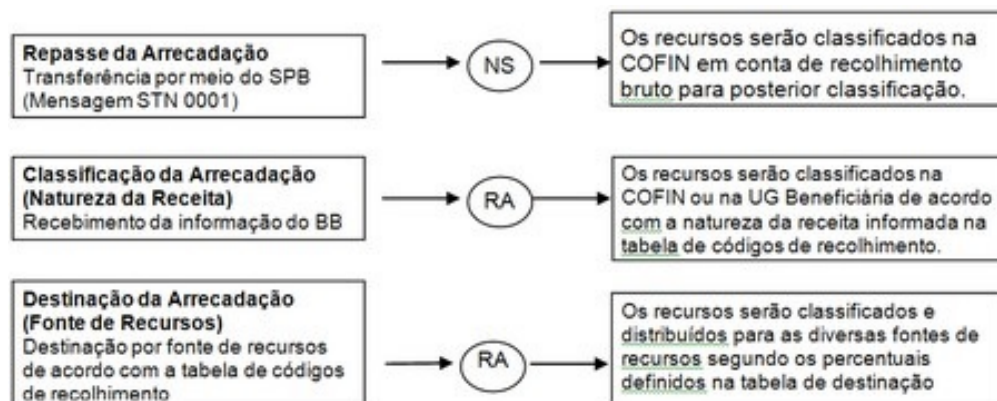 Repasse da Arrecadação
Transferência por meio do SPB
(Mensagem STN 0001)
NS
Os recursos serão classificados na
COFIN em conta de recolhimento
bruto para posterior classificação.
Classificação da Arrecadação
(Natureza da Receita)
Recebimento da informação do BB
RA
Os recursos serão classificados na
COFIN ou na UG Beneficiária de acordo
com a natureza da receita informada na
tabela de códigos de recolhimento.
Destinação da Arrecadação
(Fonte de Recursos)
Destinação por fonte de recursos
de acordo com a tabela de códigos
de recolhimento
RA
Os recursos serão classificados e
distribuídos para as diversas fontes de
recursos segundo os percentuais
definidos na tabela de destinação